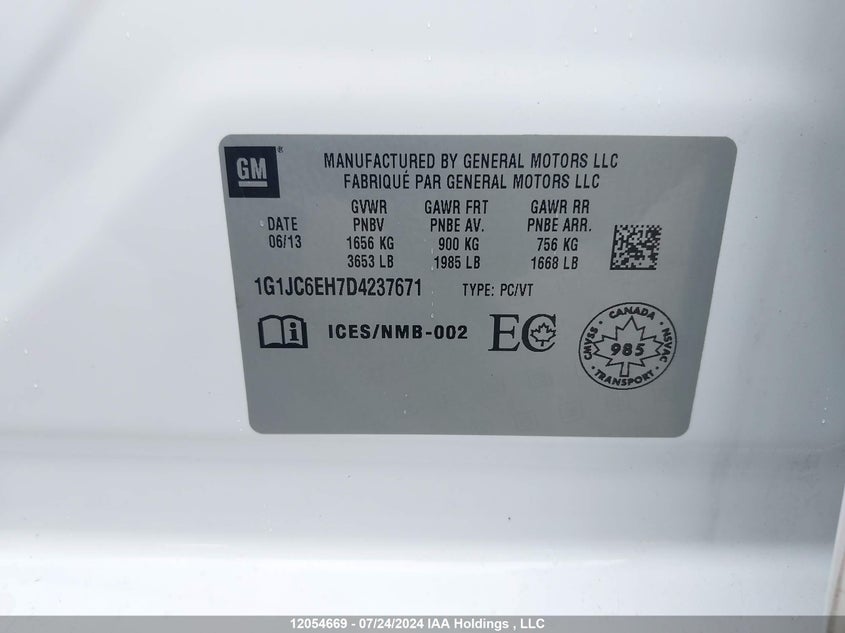 GM®
MANUFACTURED BY GENERAL MOTORS LLC
FABRIQUÉ PAR GENERAL MOTORS LLC
GVWR GAWR FRT GAWR RR
DATE PNBV PNBE AV. PNBE ARR.
06/13 1656 KG 900 KG 756 KG
3653 LB 1985 LB 1668 LB
1G1JC6EH7D4237671 TYPE: PC/VT
i ICES/NMB-002 EC
CANADA
CMVSS 985 NSVAC
TRANSPORT
12054669 - 07/24/2024 IAA Holdings , LLC